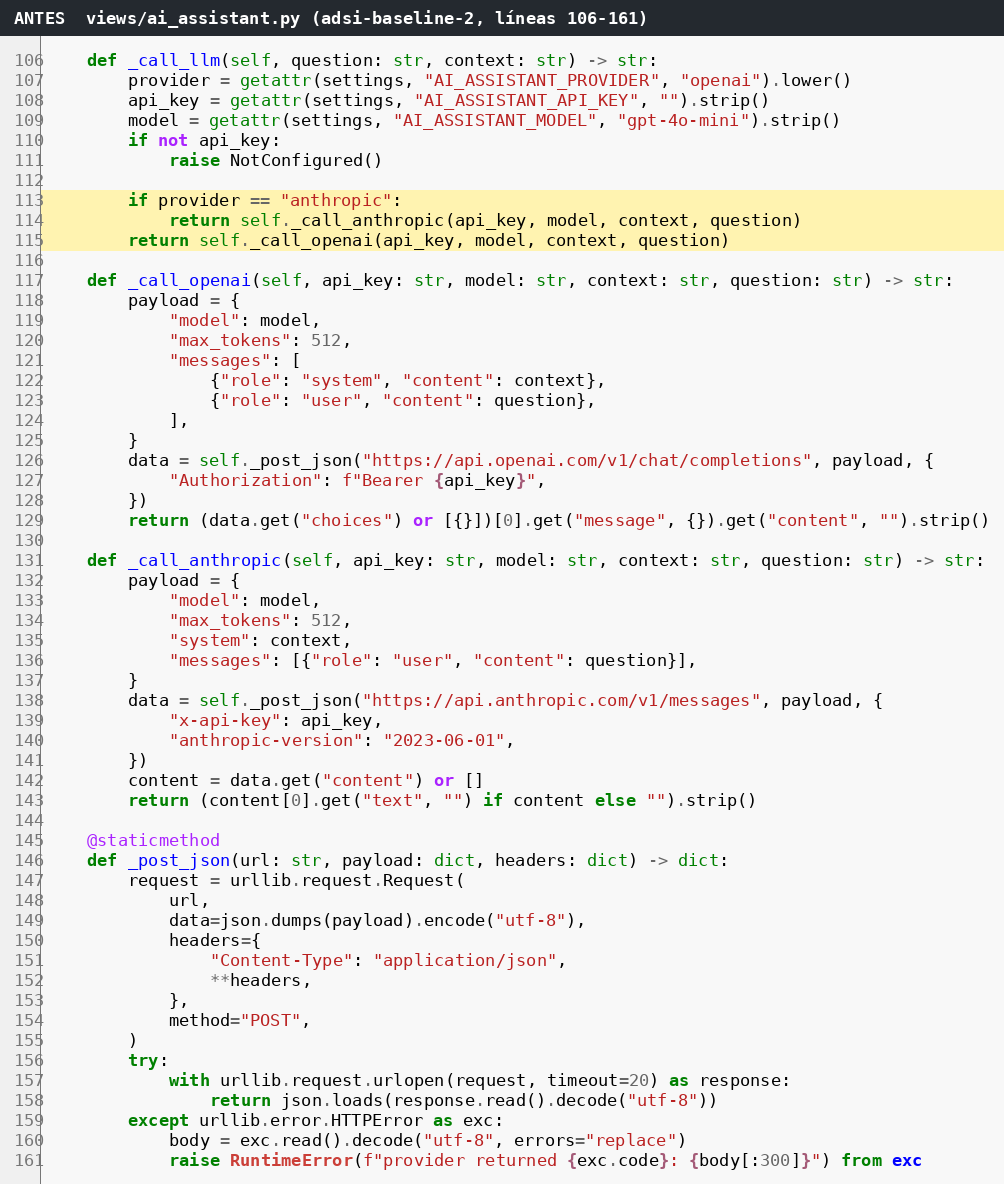 ANTES  views/ai_assistant.py (adsi-baseline-2, líneas 106-161)
106    def _call_llm(self, question: str, context: str) -> str:
107        provider = getattr(settings, "AI_ASSISTANT_PROVIDER", "openai").lower()
108        api_key = getattr(settings, "AI_ASSISTANT_API_KEY", "").strip()
109        model = getattr(settings, "AI_ASSISTANT_MODEL", "gpt-4o-mini").strip()
110        if not api_key:
111            raise NotConfigured()
112
113        if provider == "anthropic":
114            return self._call_anthropic(api_key, model, context, question)
115        return self._call_openai(api_key, model, context, question)
116
117    def _call_openai(self, api_key: str, model: str, context: str, question: str) -> str:
118        payload = {
119            "model": model,
120            "max_tokens": 512,
121            "messages": [
122                {"role": "system", "content": context},
123                {"role": "user", "content": question},
124            ],
125        }
126        data = self._post_json("https://api.openai.com/v1/chat/completions", payload, {
127            "Authorization": f"Bearer {api_key}",
128        })
129        return (data.get("choices") or [{}])[0].get("message", {}).get("content", "").strip()
130
131    def _call_anthropic(self, api_key: str, model: str, context: str, question: str) -> str:
132        payload = {
133            "model": model,
134            "max_tokens": 512,
135            "system": context,
136            "messages": [{"role": "user", "content": question}],
137        }
138        data = self._post_json("https://api.anthropic.com/v1/messages", payload, {
139            "x-api-key": api_key,
140            "anthropic-version": "2023-06-01",
141        })
142        content = data.get("content") or []
143        return (content[0].get("text", "") if content else "").strip()
144
145    @staticmethod
146    def _post_json(url: str, payload: dict, headers: dict) -> dict:
147        request = urllib.request.Request(
148            url,
149            data=json.dumps(payload).encode("utf-8"),
150            headers={
151                "Content-Type": "application/json",
152                **headers,
153            },
154            method="POST",
155        )
156        try:
157            with urllib.request.urlopen(request, timeout=20) as response:
158                return json.loads(response.read().decode("utf-8"))
159        except urllib.error.HTTPError as exc:
160            body = exc.read().decode("utf-8", errors="replace")
161            raise RuntimeError(f"provider returned {exc.code}: {body[:300]}") from exc